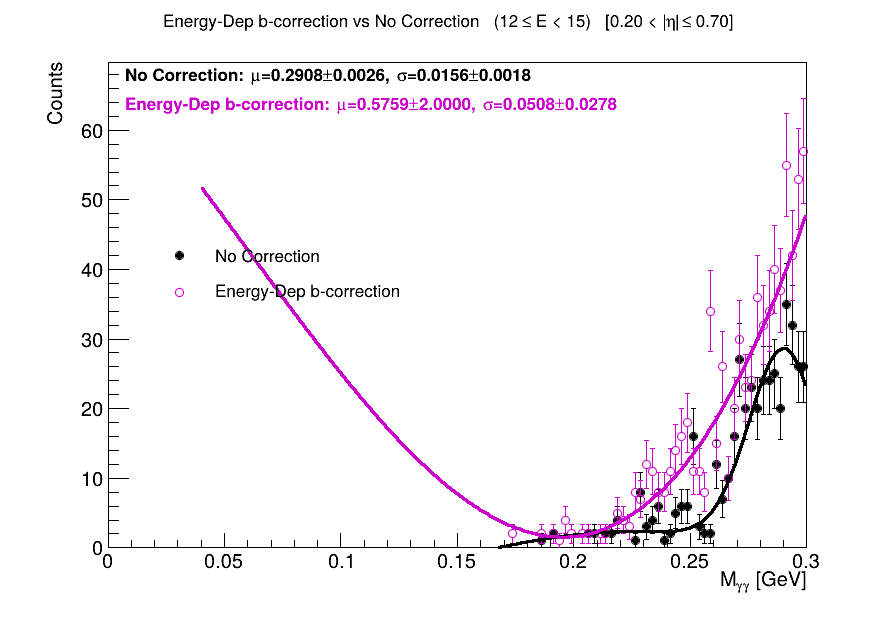 Energy-Dep b-correction vs No Correction (12 ≤ E < 15) [0.20 < |η| ≤ 0.70]
Counts
No Correction: μ=0.2908±0.0026, σ=0.0156±0.0018
Energy-Dep b-correction: μ=0.5759±2.0000, σ=0.0508±0.0278
60
50
40
30
20
10
0
No Correction
Energy-Dep b-correction
0 0.05 0.1 0.15 0.2 0.25 0.3
Mγγ [GeV]